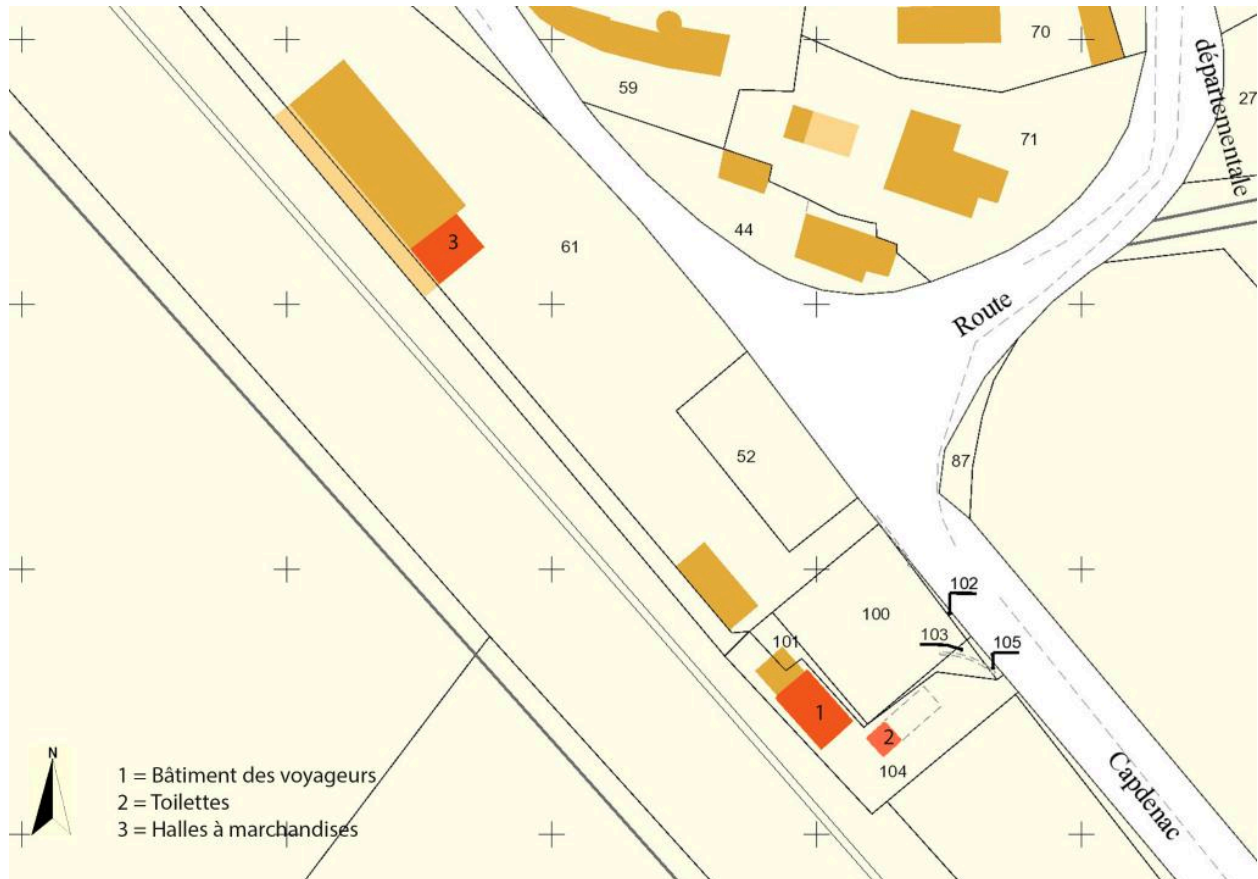 70
départementale
27
59
71
44
3
61
Route
52
87
102
100
103
105
101
1
2
104
Capdenac
N
1 = Bâtiment des voyageurs
2 = Toilettes
3 = Halles à marchandises